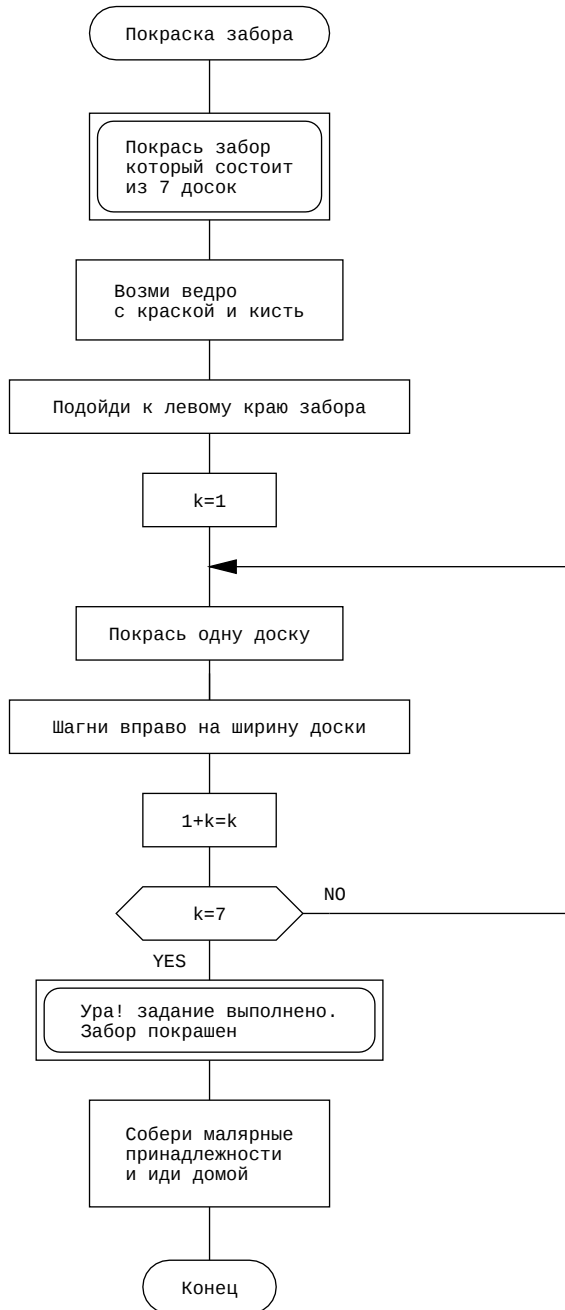 Покраска забора
Покрась забор
который состоит
из 7 досок
Возми ведро
с краской и кисть
Подойди к левому краю забора
k=1
Покрась одну доску
Шагни вправо на ширину доски
1+k=k
k=7
NO
YES
Ура! задание выполнено.
Забор покрашен
Собери малярные
принадлежности
и иди домой
Конец